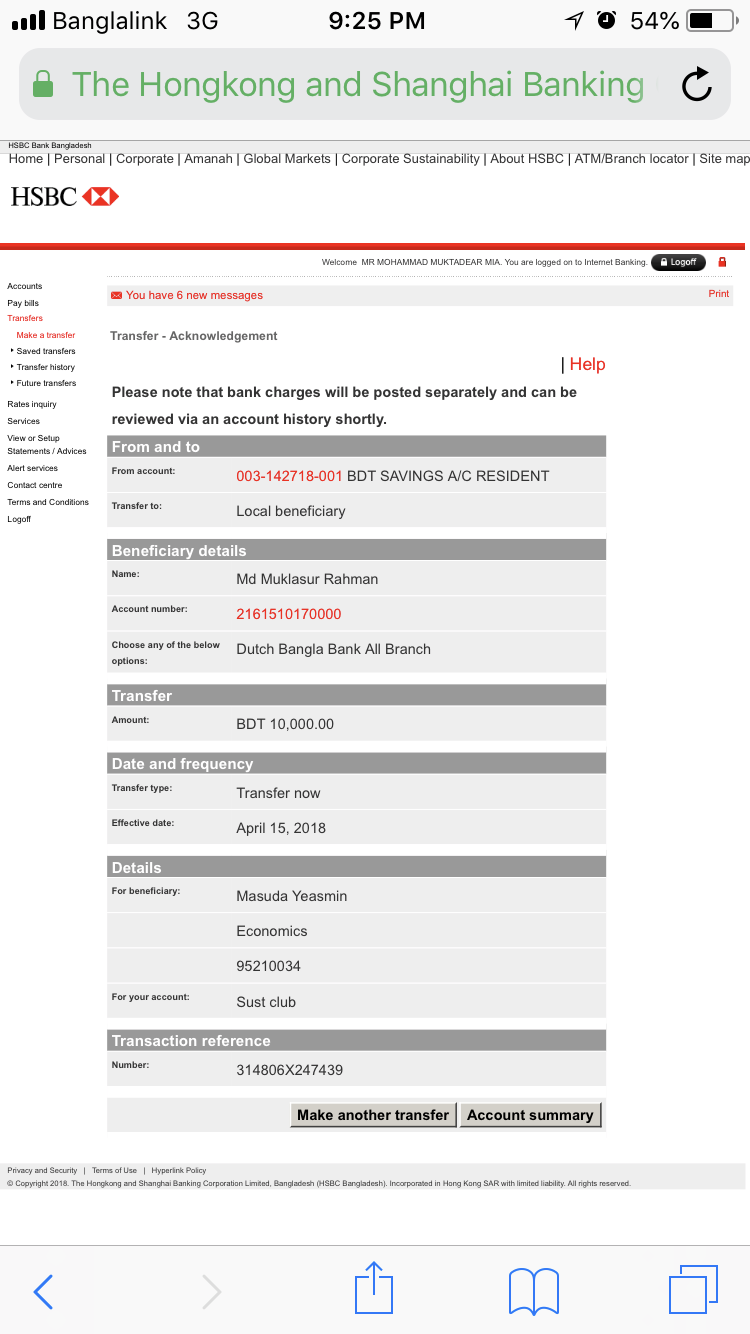 Banglalink 3G 9:25 PM 54%
The Hongkong and Shanghai Banking
HSBC Bank Bangladesh
Home | Personal | Corporate | Amanah | Global Markets | Corporate Sustainability | About HSBC | ATM/Branch locator | Site map
HSBC
Welcome MR MOHAMMAD MUKTADEAR MIA. You are logged on to Internet Banking. Logoff
Accounts
Pay bills
Transfers
Make a transfer
Saved transfers
Transfer history
Future transfers
Rates inquiry
Services
View or Setup
Statements / Advices
Alert services
Contact centre
Terms and Conditions
Logoff
You have 6 new messages
Print
Transfer - Acknowledgement
| Help
Please note that bank charges will be posted separately and can be
reviewed via an account history shortly.
From and to
From account: 003-142718-001 BDT SAVINGS A/C RESIDENT
Transfer to: Local beneficiary
Beneficiary details
Name: Md Muklasur Rahman
Account number: 2161510170000
Choose any of the below Dutch Bangla Bank All Branch
options:
Transfer
Amount: BDT 10,000.00
Date and frequency
Transfer type: Transfer now
Effective date: April 15, 2018
Details
For beneficiary: Masuda Yeasmin
Economics
95210034
For your account: Sust club
Transaction reference
Number: 314806X247439
Make another transfer Account summary
Privacy and Security | Terms of Use | Hyperlink Policy
© Copyright 2018. The Hongkong and Shanghai Banking Corporation Limited, Bangladesh (HSBC Bangladesh). Incorporated in Hong Kong SAR with limited liability. All rights reserved.